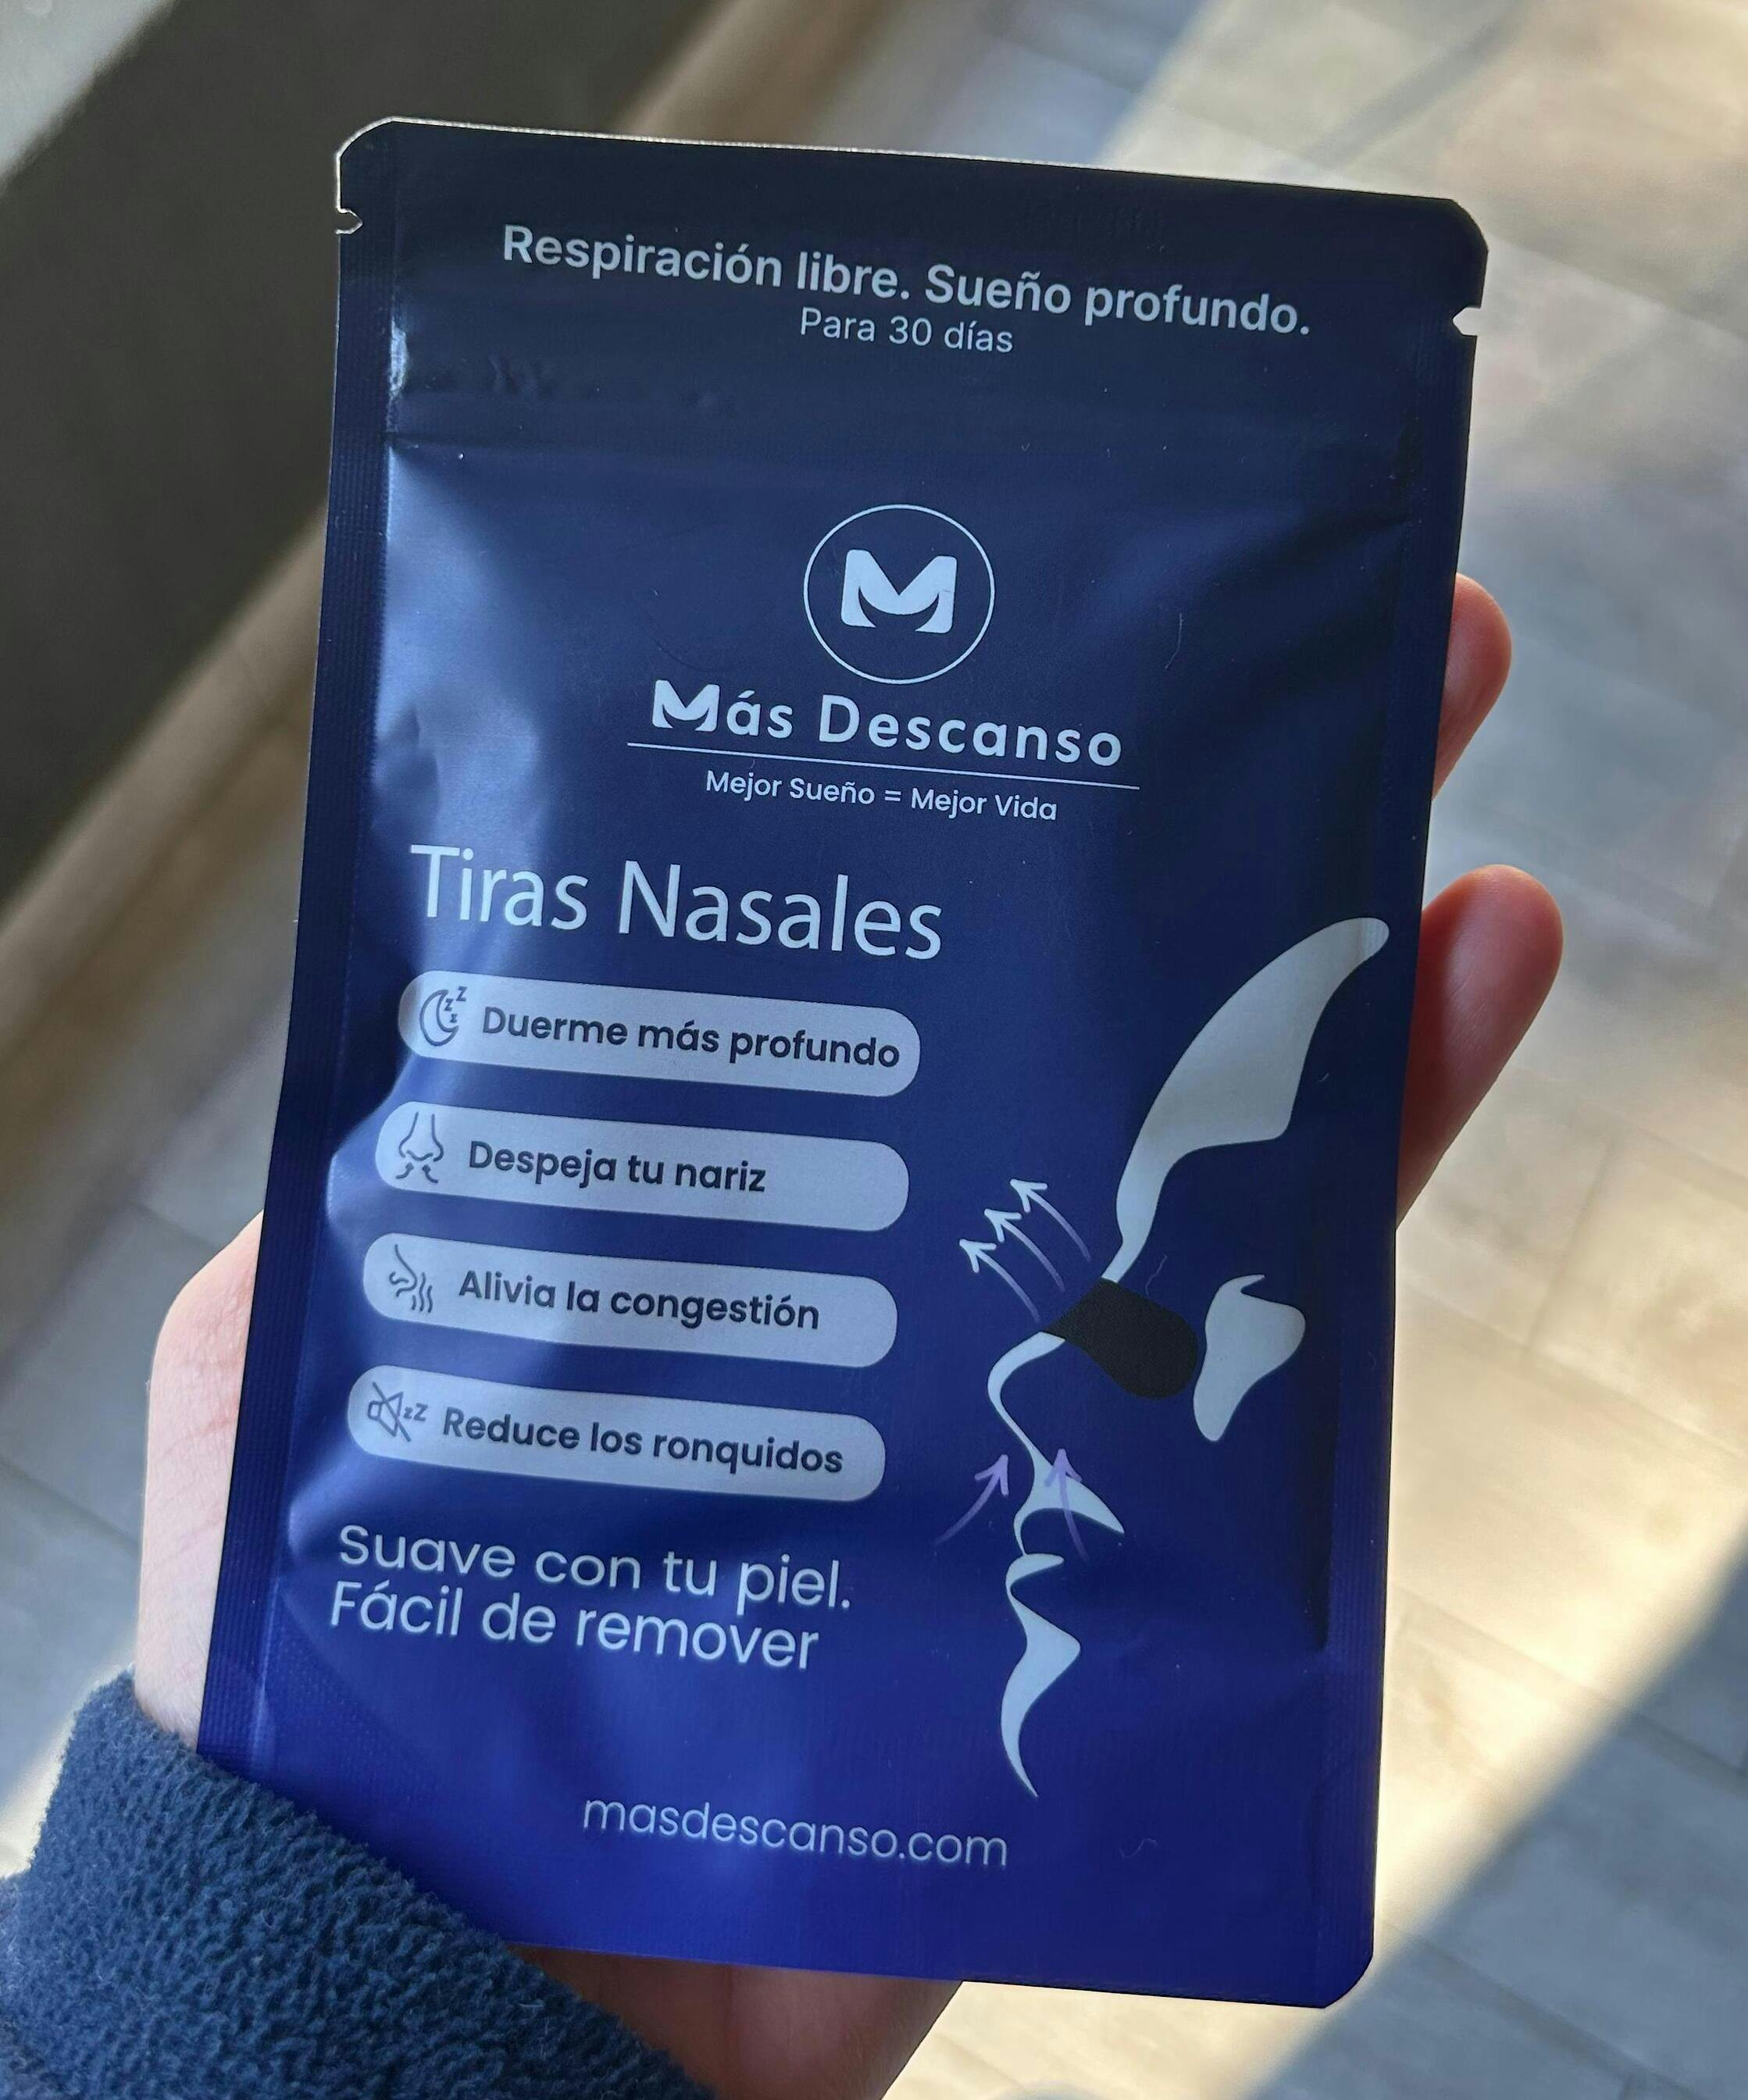 Respiración libre. Sueño profundo.
Para 30 días
M
Más Descanso
Mejor Sueño = Mejor Vida
Tiras Nasales
Duerme más profundo
Despeja tu nariz
Alivia la congestión
Reduce los ronquidos
Suave con tu piel.
Fácil de remover
masdescanso.com